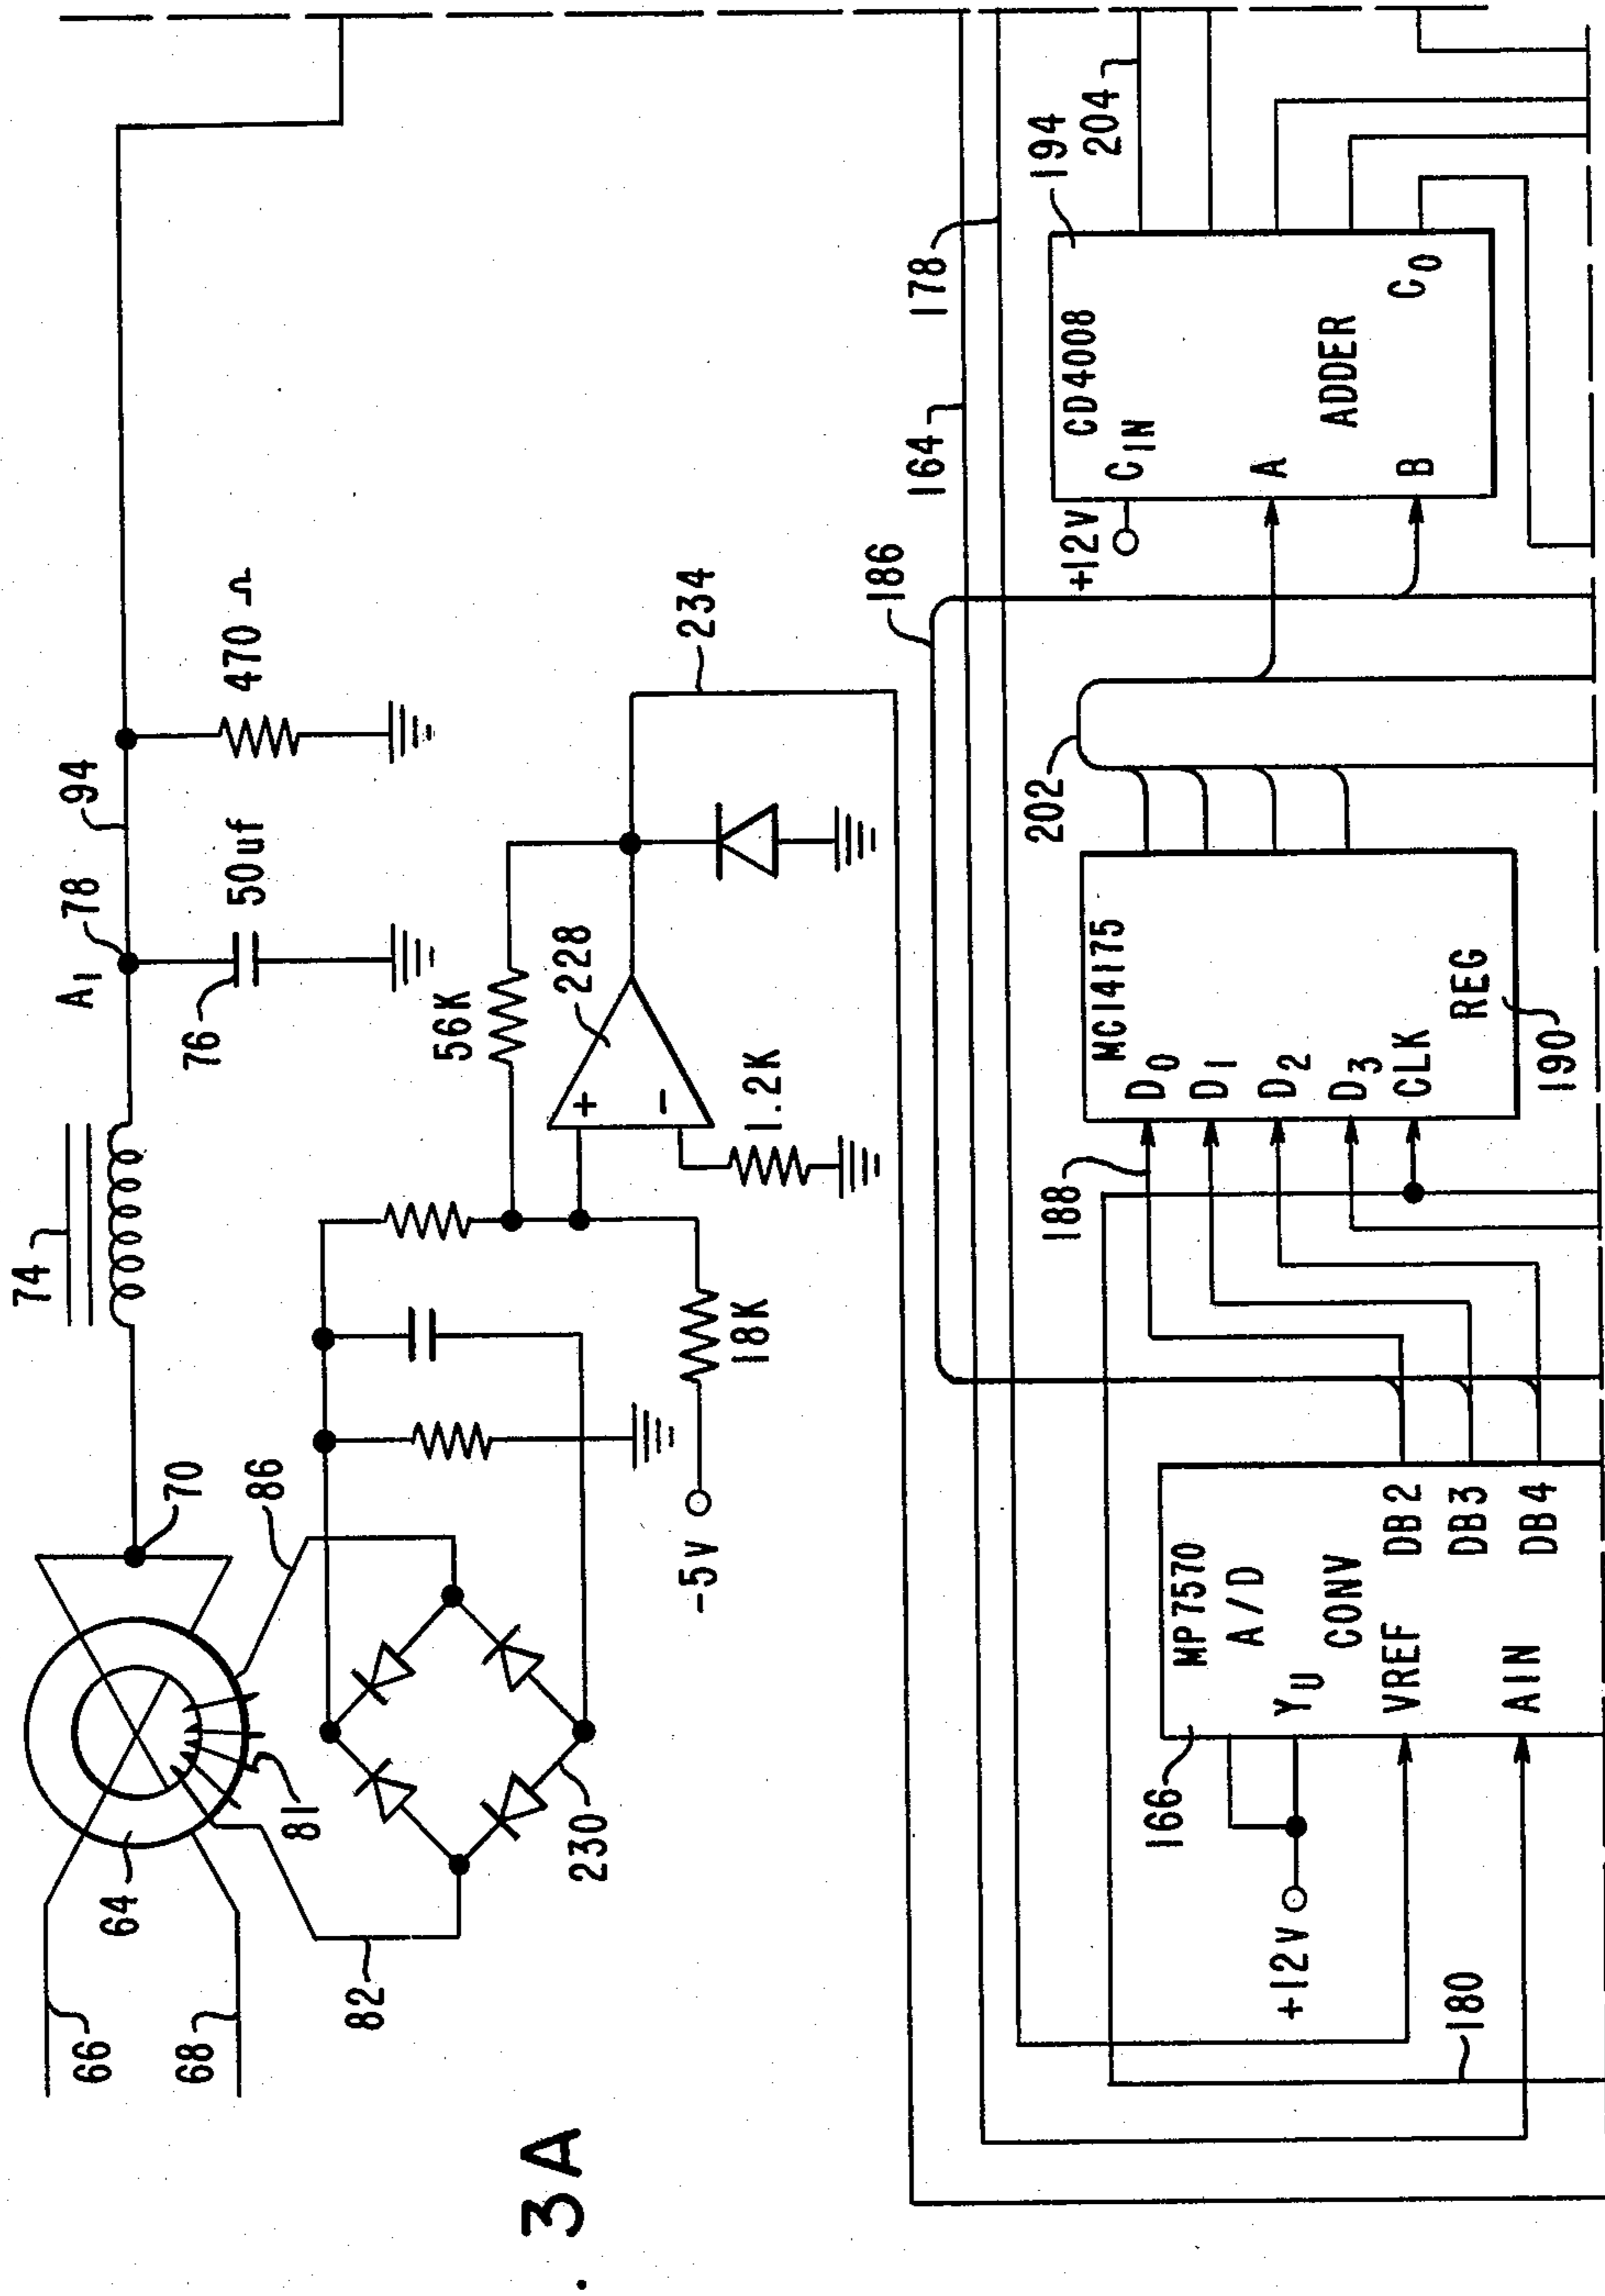 . 3A
66
68
64
81
82
86
70
230
74
A1
78
94
76
50uf
470 Ω
56K
228
1.2K
234
18K
-5V
186
164
178
166
MP7570
A/D
CONV
YU
VREF
AIN
DB2
DB3
DB4
+12V
180
188
MC14175
D0
D1
D2
D3
CLK
REG
190
202
+12V
CD4008
CIN
A
B
ADDER
C0
194
204